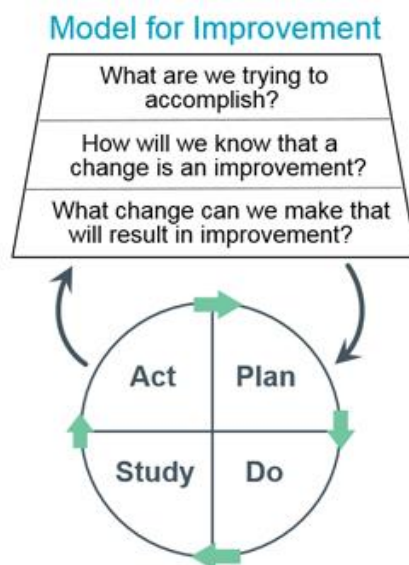 Model for Improvement
What are we trying to
accomplish?
How will we know that a
change is an improvement?
What change can we make that
will result in improvement?
Act
Plan
Study
Do